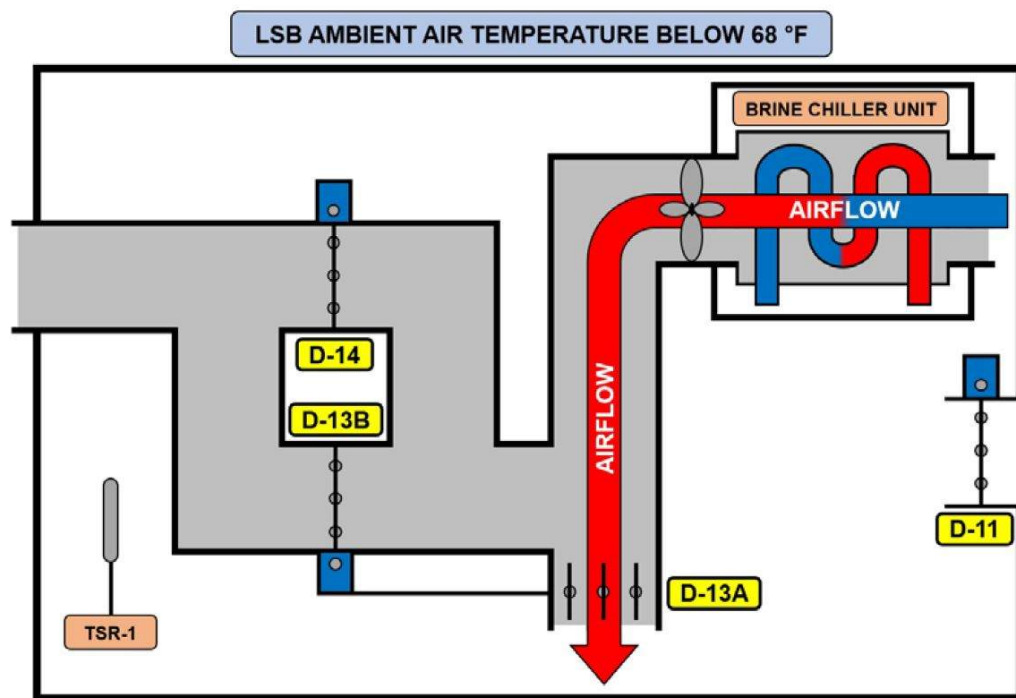 LSB AMBIENT AIR TEMPERATURE BELOW 68 °F
BRINE CHILLER UNIT
AIRFLOW
D-14
D-13B
AIRFLOW
D-11
D-13A
TSR-1